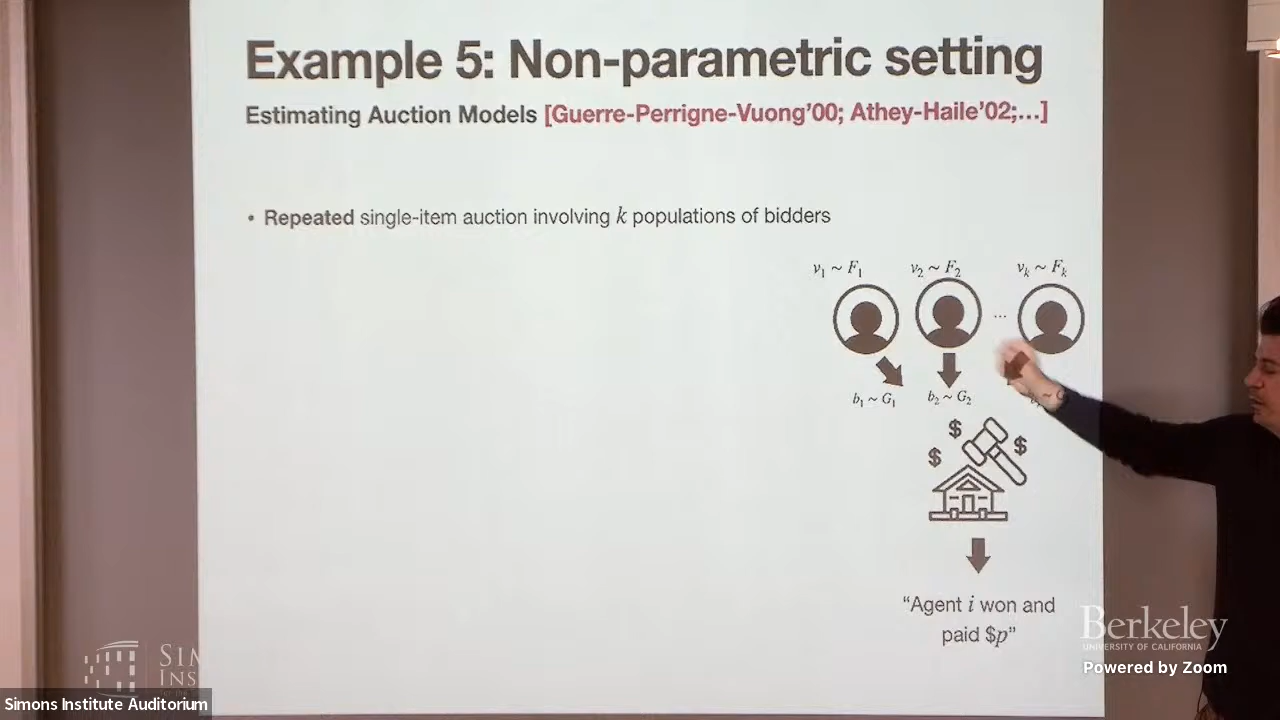 Example 5: Non-parametric setting
Estimating Auction Models [Guerre-Perrigne-Vuong'00; Athey-Haile'02;...]
• Repeated single-item auction involving k populations of bidders
v₁ ~ F₁ v₂ ~ F₂ vₖ ~ Fₖ
...
b₁ ~ G₁ b₂ ~ G₂
$ $
$
"Agent i won and
paid $p"
Berkeley
UNIVERSITY OF CALIFORNIA
Powered by Zoom
Simons Institute Auditorium